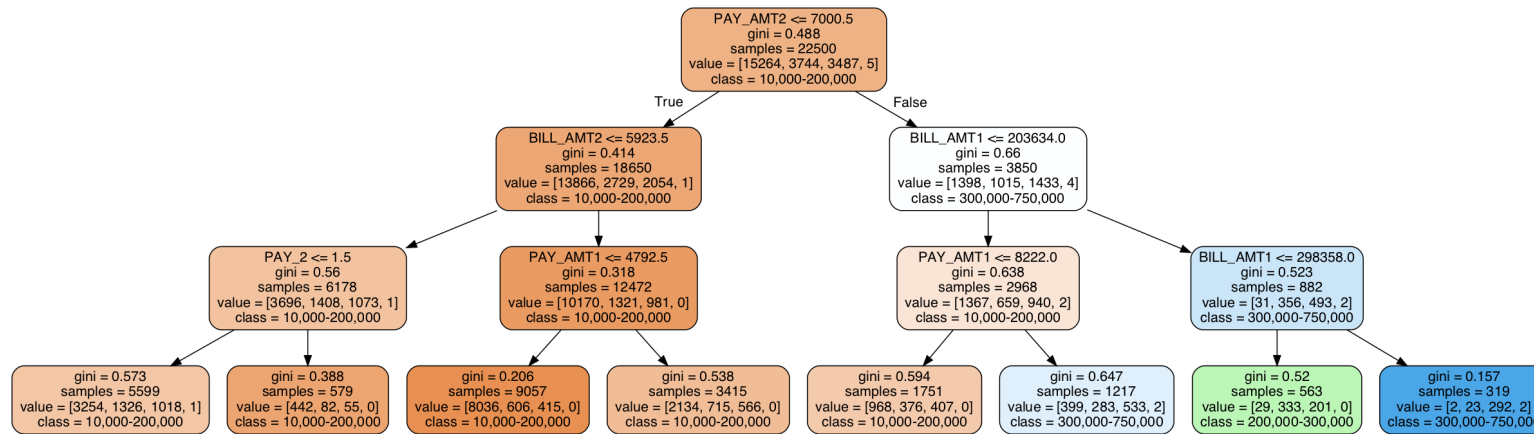 PAY_AMT2 <= 7000.5
gini = 0.488
samples = 22500
value = [15264, 3744, 3487, 5]
class = 10,000-200,000
True
False
BILL_AMT2 <= 5923.5
gini = 0.414
samples = 18650
value = [13866, 2729, 2054, 1]
class = 10,000-200,000
BILL_AMT1 <= 203634.0
gini = 0.66
samples = 3850
value = [1398, 1015, 1433, 4]
class = 300,000-750,000
PAY_2 <= 1.5
gini = 0.56
samples = 6178
value = [3696, 1408, 1073, 1]
class = 10,000-200,000
PAY_AMT1 <= 4792.5
gini = 0.318
samples = 12472
value = [10170, 1321, 981, 0]
class = 10,000-200,000
PAY_AMT1 <= 8222.0
gini = 0.638
samples = 2968
value = [1367, 659, 940, 2]
class = 10,000-200,000
BILL_AMT1 <= 298358.0
gini = 0.523
samples = 882
value = [31, 356, 493, 2]
class = 300,000-750,000
gini = 0.573
samples = 5599
value = [3254, 1326, 1018, 1]
class = 10,000-200,000
gini = 0.388
samples = 579
value = [442, 82, 55, 0]
class = 10,000-200,000
gini = 0.206
samples = 9057
value = [8036, 606, 415, 0]
class = 10,000-200,000
gini = 0.538
samples = 3415
value = [2134, 715, 566, 0]
class = 10,000-200,000
gini = 0.594
samples = 1751
value = [968, 376, 407, 0]
class = 10,000-200,000
gini = 0.647
samples = 1217
value = [399, 283, 533, 2]
class = 300,000-750,000
gini = 0.52
samples = 563
value = [29, 333, 201, 0]
class = 200,000-300,000
gini = 0.157
samples = 319
value = [2, 23, 292, 2]
class = 300,000-750,000